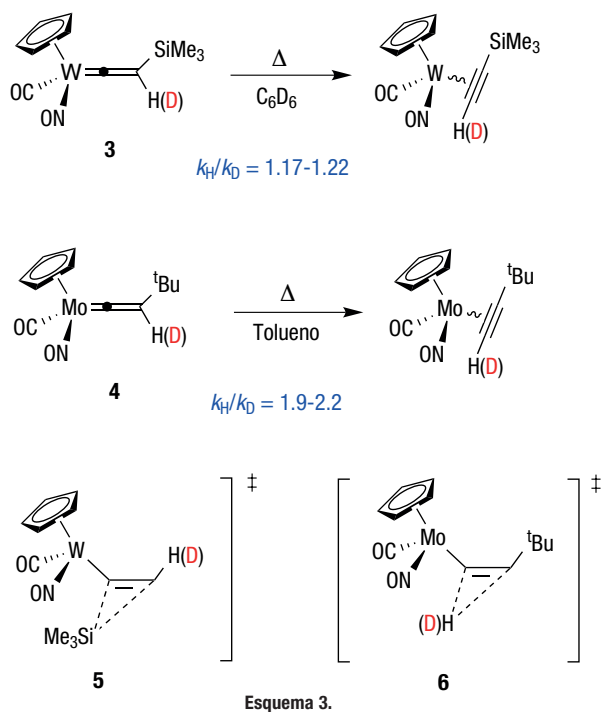 SiMe3
W
OC
ON
H(D)
3
Δ
C6D6
SiMe3
W
OC
ON
H(D)
kH/kD = 1.17-1.22
tBu
Mo
OC
ON
H(D)
4
Δ
Tolueno
tBu
Mo
OC
ON
H(D)
kH/kD = 1.9-2.2
W
OC
ON
H(D)
Me3Si
‡
5
Mo
OC
ON
tBu
(D)H
‡
6
Esquema 3.